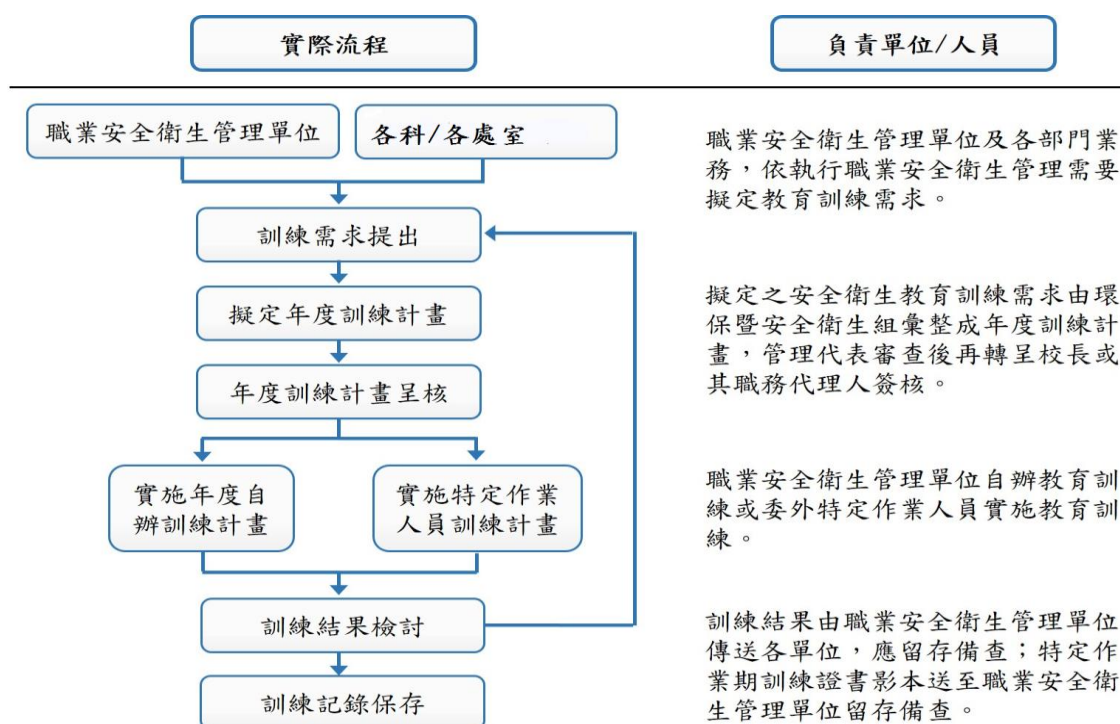 實際流程
負責單位/人員
職業安全衛生管理單位
各科/各處室
訓練需求提出
擬定年度訓練計畫
年度訓練計畫呈核
實施年度自
辦訓練計畫
實施特定作業
人員訓練計畫
訓練結果檢討
訓練記錄保存
職業安全衛生管理單位及各部門業
務，依執行職業安全衛生管理需要
擬定教育訓練需求。
擬定之安全衛生教育訓練需求由環
保暨安全衛生組彙整成年度訓練計
畫，管理代表審查後再轉呈校長或
其職務代理人簽核。
職業安全衛生管理單位自辦教育訓
練或委外特定作業人員實施教育訓
練。
訓練結果由職業安全衛生管理單位
傳送各單位，應留存備查；特定作
業期訓練證書影本送至職業安全衛
生管理單位留存備查。